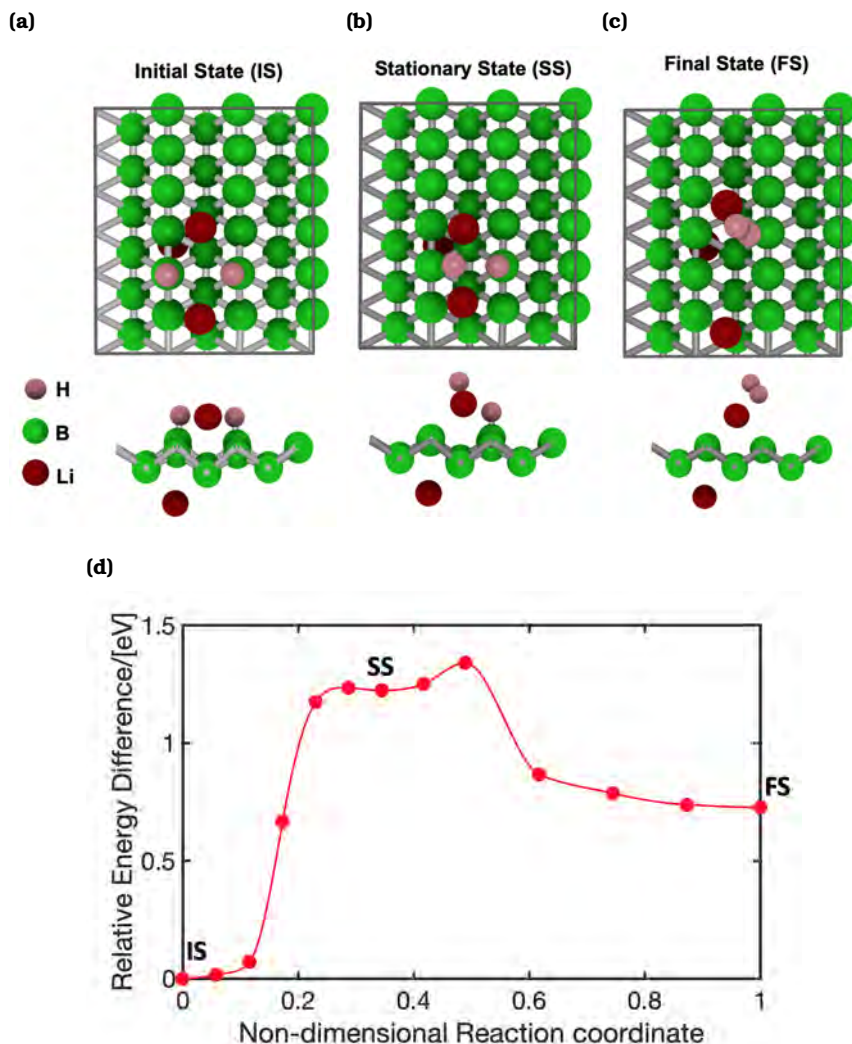 (a)
(b)
(c)
Initial State (IS)
Stationary State (SS)
Final State (FS)
H
B
Li
(d)
Relative Energy Difference/[eV]
1.5
1
0.5
0
IS
SS
FS
0
0.2
0.4
0.6
0.8
1
Non-dimensional Reaction coordinate